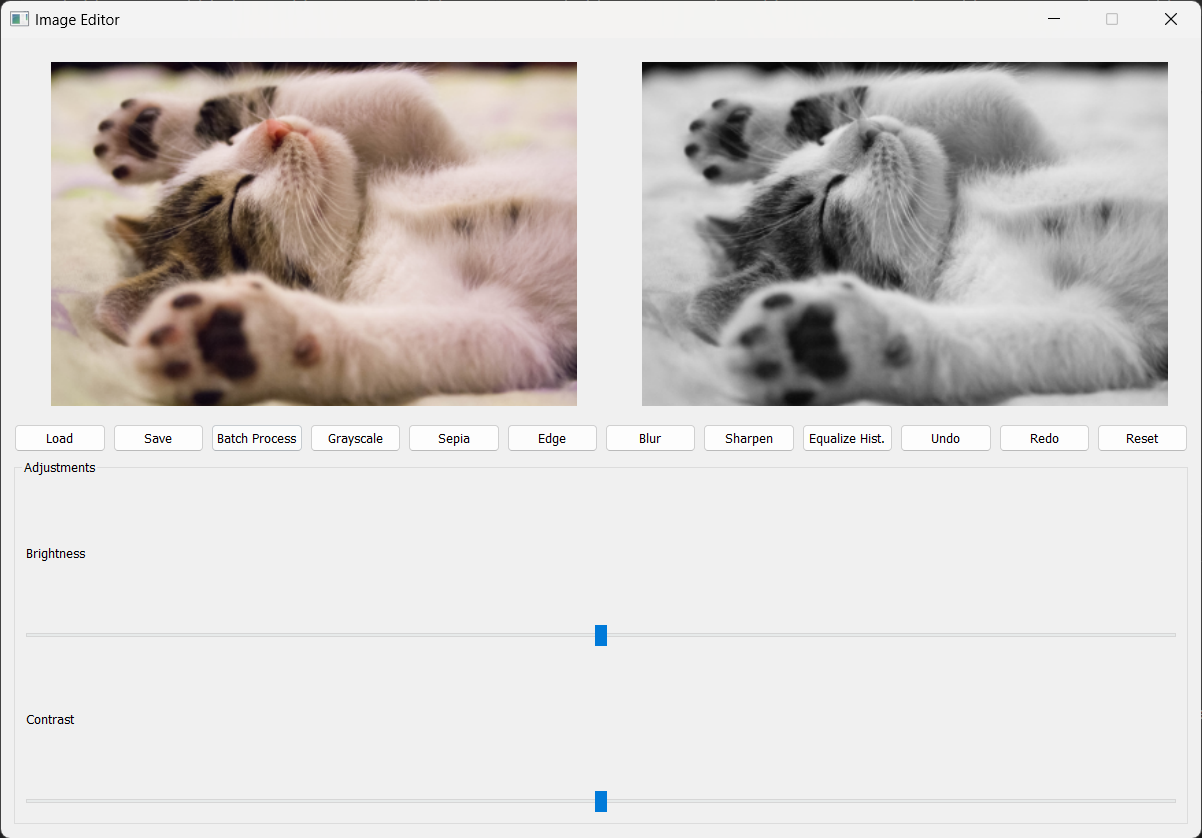 Image Editor
Load Save Batch Process Grayscale Sepia Edge Blur Sharpen Equalize Hist. Undo Redo Reset
Adjustments
Brightness
Contrast